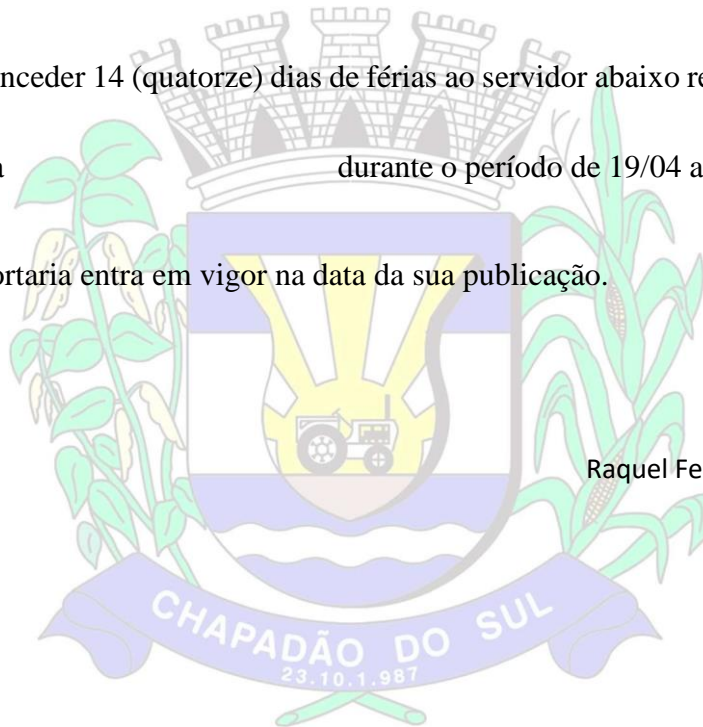 nceder 14 (quatorze) dias de férias ao servidor abaixo re
a durante o período de 19/04 a
ortaria entra em vigor na data da sua publicação.
Raquel Fe
CHAPADÃO DO SUL
23.10.1.987